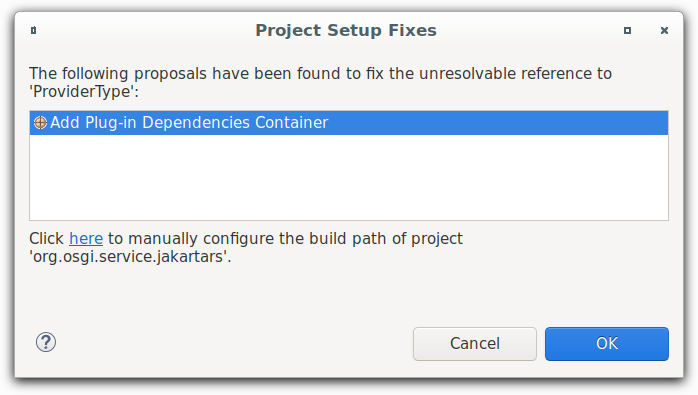 Project Setup Fixes
The following proposals have been found to fix the unresolvable reference to
'ProviderType':
Add Plug-in Dependencies Container
Click here to manually configure the build path of project
'org.osgi.service.jakartars'.
?
Cancel
OK